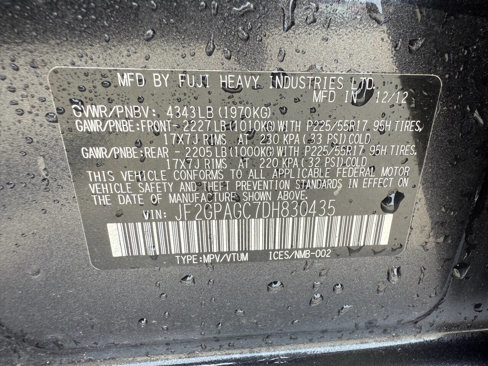 MFD BY FUJI HEAVY INDUSTRIES LTD.
MFD IN 12/12
GVWR/PNBV: 4343LB (1970KG)
GAWR/PNBE:FRONT- 2227 LB (1010KG) WITH P225/55R17 95H TIRES,
17X7J RIMS AT 230 KPA (33 PSI) COLD
GAWR/PNBE:REAR - 2205 LB (1000KG) WITH P225/55R17 95H TIRES,
17X7J RIMS AT 220 KPA (32 PSI) COLD
THIS VEHICLE CONFORMS TO ALL APPLICABLE FEDERAL MOTOR
VEHICLE SAFETY AND THEFT PREVENTION STANDARDS IN EFFECT ON
THE DATE OF MANUFACTURE SHOWN ABOVE.
VIN: JF2GPAGC7DH830435
TYPE:MPV/VTUM ICES/NMB-002